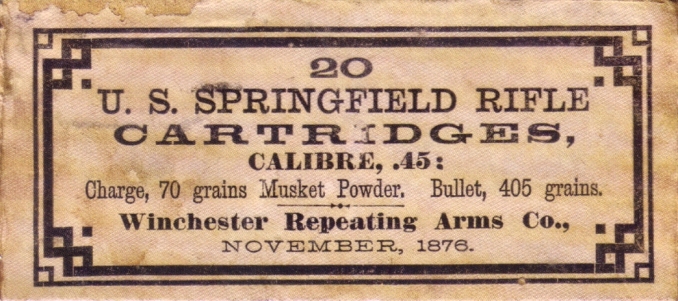 20
U. S. SPRINGFIELD RIFLE
CARTRIDGES,
CALIBRE, .45:
Charge, 70 grains Musket Powder. Bullet, 405 grains.
Winchester Repeating Arms Co.,
NOVEMBER, 1876.